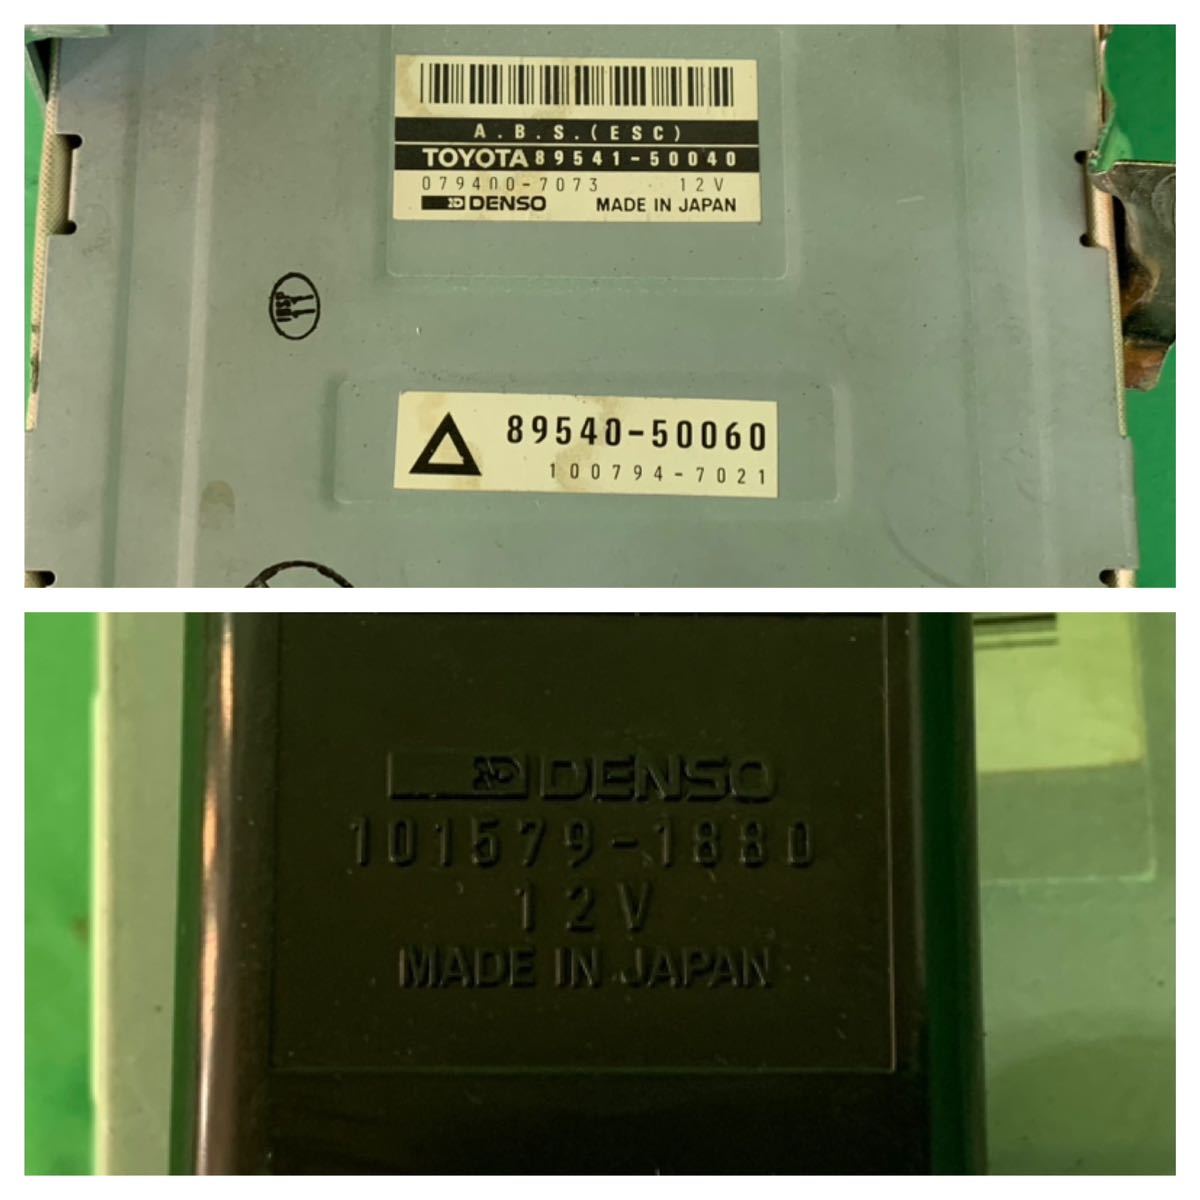 A.B.S.(ESC)
TOYOTA 89541-50040
079400-7073 12V
DENSO MADE IN JAPAN
89540-50060
100794-7021
DENSO
101579-1880
12V
MADE IN JAPAN